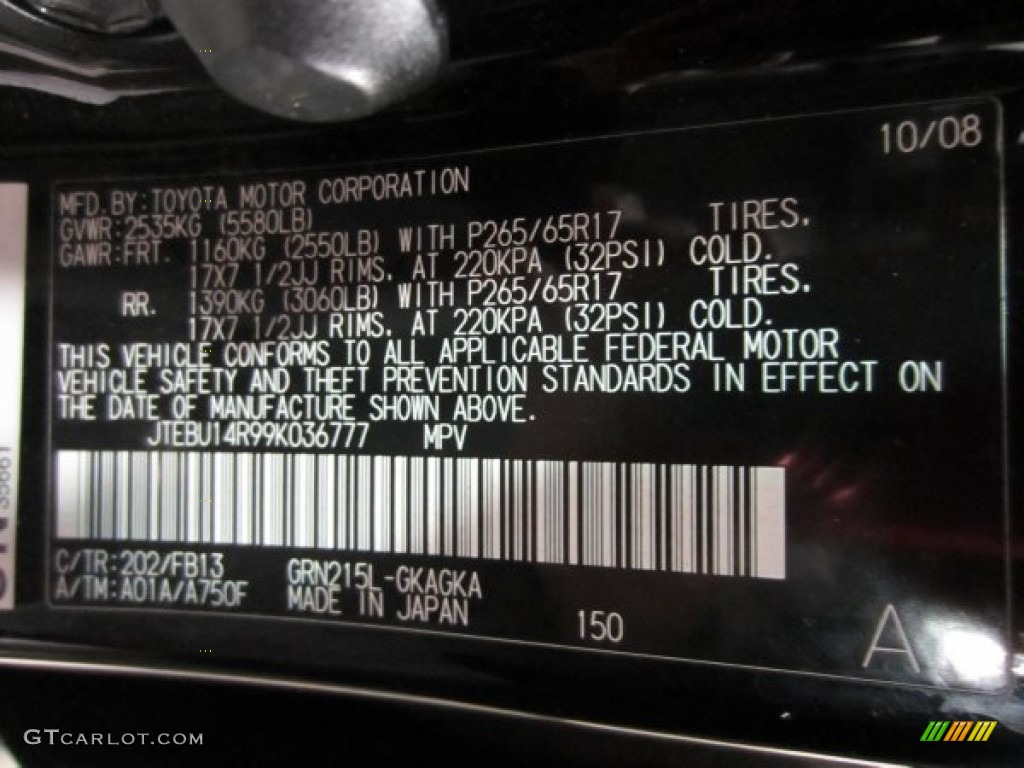 10/08
MFD. BY: TOYOTA MOTOR CORPORATION
GVWR: 2535KG (5580LB)
GAWR: FRT. 1160KG (2550LB) WITH P265/65R17 TIRES.
17X7 1/2JJ RIMS. AT 220KPA (32PSI) COLD.
RR. 1390KG (3060LB) WITH P265/65R17 TIRES.
17X7 1/2JJ RIMS. AT 220KPA (32PSI) COLD.
THIS VEHICLE CONFORMS TO ALL APPLICABLE FEDERAL MOTOR
VEHICLE SAFETY AND THEFT PREVENTION STANDARDS IN EFFECT ON
THE DATE OF MANUFACTURE SHOWN ABOVE.
JTEBU14R99K036777 MPV
C/TR: 202/FB13 GRN215L-GKAGKA
A/TM: A01A/A750F MADE IN JAPAN
150
A
GTCARLOT.COM